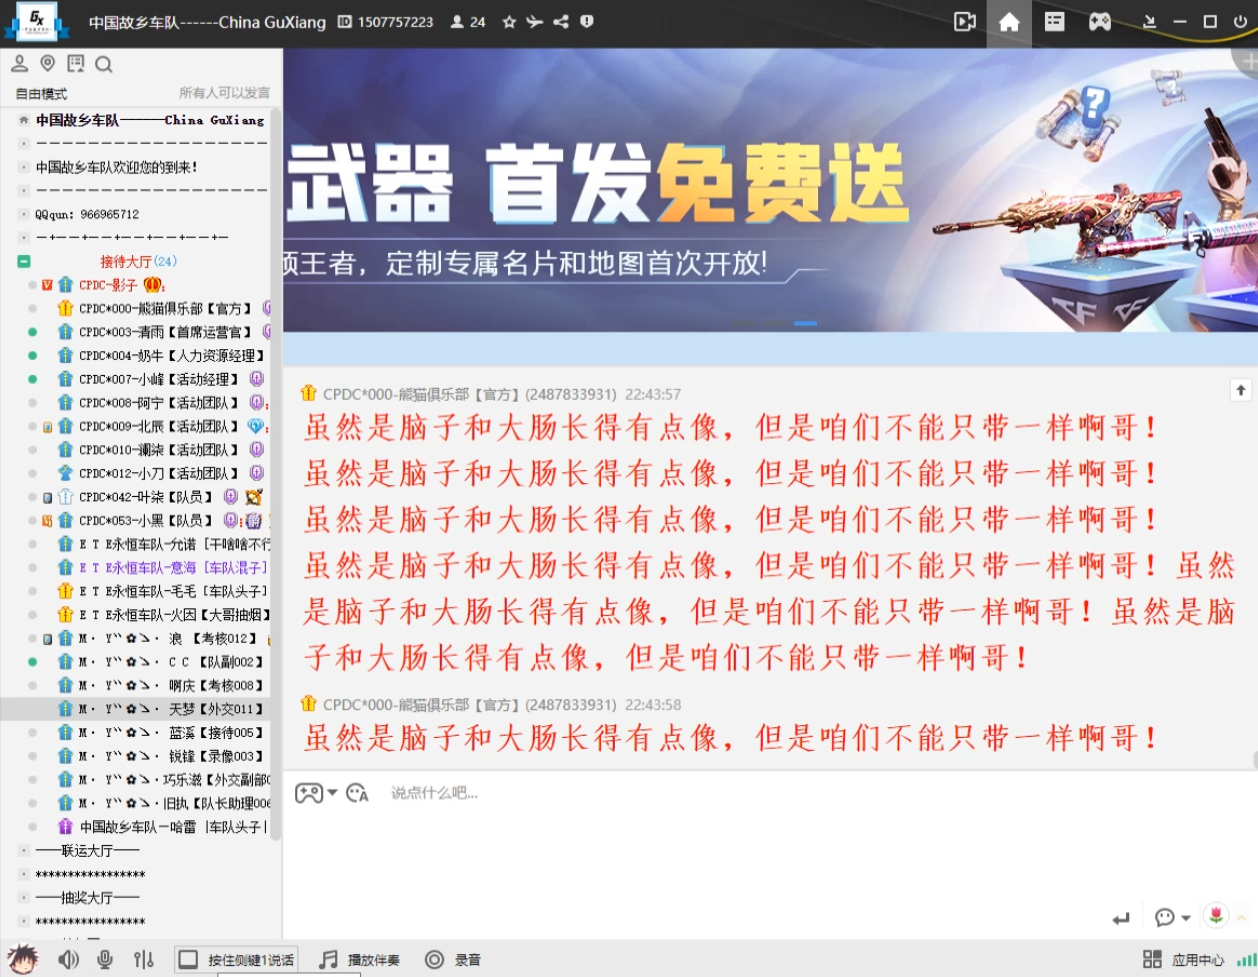 GX
中国故乡车队------China GuXiang 1507757223 24
自由模式 所有人可以发言
中国故乡车队------China GuXiang
中国故乡车队欢迎您的到来!
QQqun: 966965712
接待大厅(24)
CPDC-影子
CPDC*000-熊猫俱乐部【官方】
CPDC*003-清雨【首席运营官】
CPDC*004-奶牛【人力资源经理】
CPDC*007-小峰【活动经理】
CPDC*008-阿宁【活动团队】
CPDC*009-北辰【活动团队】
CPDC*010-澜柒【活动团队】
CPDC*012-小刀【活动团队】
CPDC*042-叶柒【队员】
CPDC*053-小黑【队员】
E T E永恒车队-允诺 [干啥啥不行
E T E永恒车队-意海 [车队混子]
E T E永恒车队-毛毛 [车队头子]
E T E永恒车队-火因【大哥抽烟】
M· Y 浪 【考核012】
M· Y C C 【队副002】
M· Y 啊庆【考核008】
M· Y 天梦【外交011】
M· Y 蓝溪【接待005】
M· Y 锐锋【录像003】
M· Y 巧乐滋【外交副部0
M· Y 旧执【队长助理006
中国故乡车队—哈雷 |车队头子|
——联运大厅——
*****************
——抽奖大厅——
*****************
武器 首发免费送
王者，定制专属名片和地图首次开放!
CPDC*000-熊猫俱乐部【官方】(2487833931) 22:43:57
虽然是脑子和大肠长得有点像，但是咱们不能只带一样啊哥！
虽然是脑子和大肠长得有点像，但是咱们不能只带一样啊哥！
虽然是脑子和大肠长得有点像，但是咱们不能只带一样啊哥！
虽然是脑子和大肠长得有点像，但是咱们不能只带一样啊哥！虽然
是脑子和大肠长得有点像，但是咱们不能只带一样啊哥！虽然是脑
子和大肠长得有点像，但是咱们不能只带一样啊哥！
CPDC*000-熊猫俱乐部【官方】(2487833931) 22:43:58
虽然是脑子和大肠长得有点像，但是咱们不能只带一样啊哥！
说点什么吧...
按住侧键1说话 播放伴奏 录音 应用中心